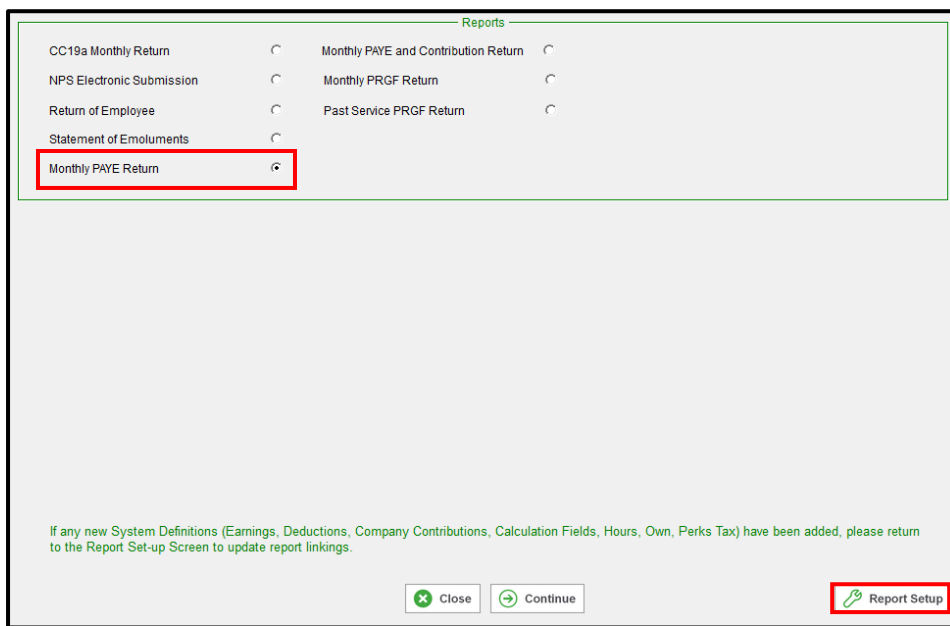 Reports
CC19a Monthly Return
Monthly PAYE and Contribution Return
NPS Electronic Submission
Monthly PRGF Return
Return of Employee
Past Service PRGF Return
Statement of Emoluments
Monthly PAYE Return
If any new System Definitions (Earnings, Deductions, Company Contributions, Calculation Fields, Hours, Own, Perks Tax) have been added, please return
to the Report Set-up Screen to update report linkings.
Close
Continue
Report Setup